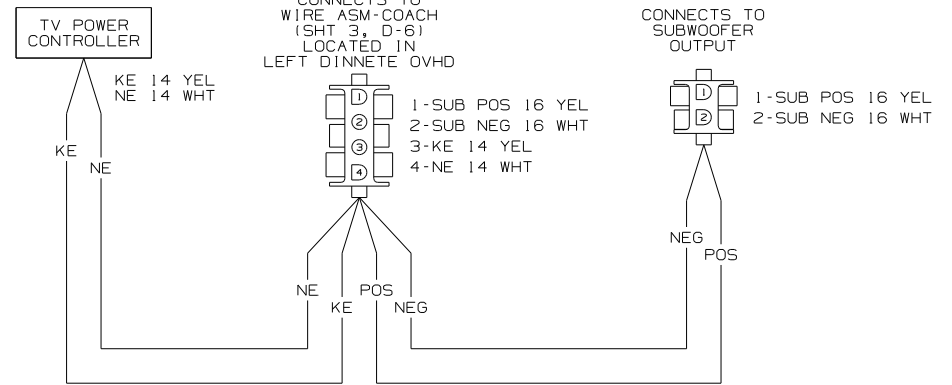 TV POWER
CONTROLLER
KE 14 YEL
NE 14 WHT
KE
NE
CONNECTS TO
WIRE ASM-COACH
(SHT 3, D-6)
LOCATED IN
LEFT DINNETE OVHD
1
2
3
4
1-SUB POS 16 YEL
2-SUB NEG 16 WHT
3-KE 14 YEL
4-NE 14 WHT
NE
KE
POS
NEG
CONNECTS TO
SUBWOOFER
OUTPUT
1
2
1-SUB POS 16 YEL
2-SUB NEG 16 WHT
NEG
POS